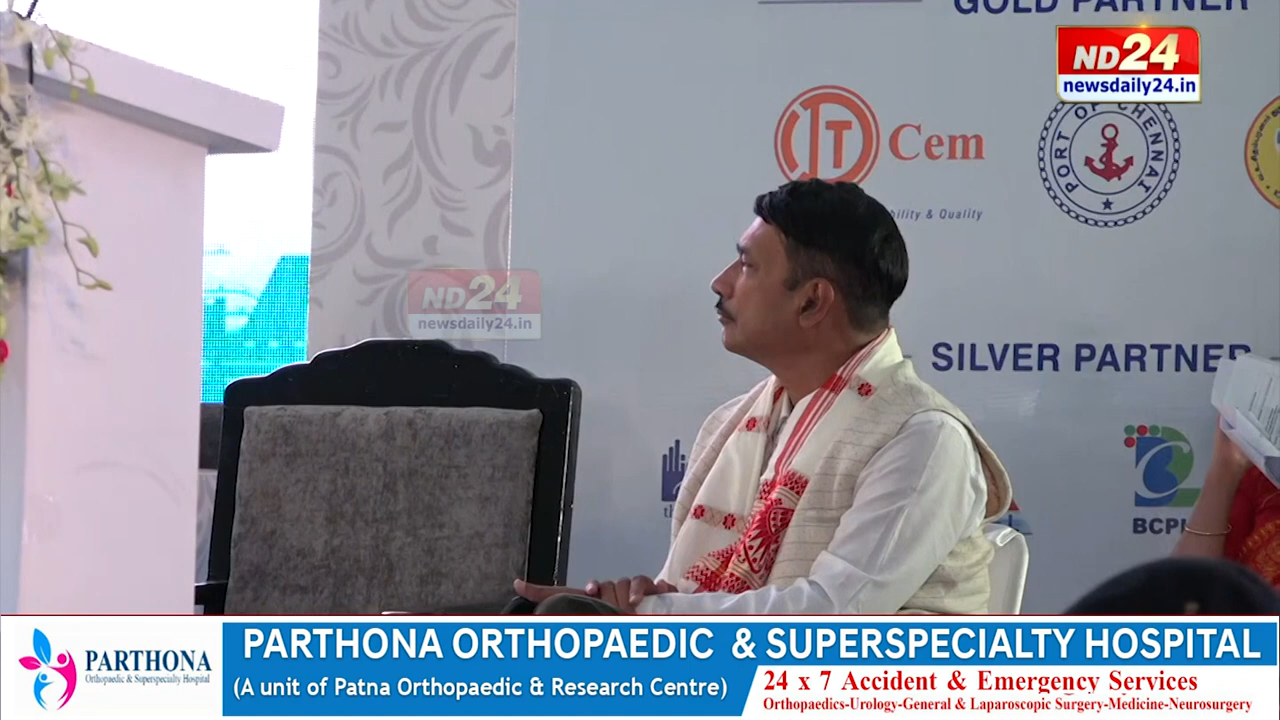 GOLD PARTNER
ND24
newsdaily24.in
JT
Cem
PORT OF CHENNAI
bility & Quality
ND24
newsdaily24.in
SILVER PARTNER
BCPL
PARTHONA
Orthopaedic & Superspecialty Hospital
PARTHONA ORTHOPAEDIC & SUPERSPECIALTY HOSPITAL
(A unit of Patna Orthopaedic & Research Centre)
24 x 7 Accident & Emergency Services
Orthopaedics-Urology-General & Laparoscopic Surgery-Medicine-Neurosurgery